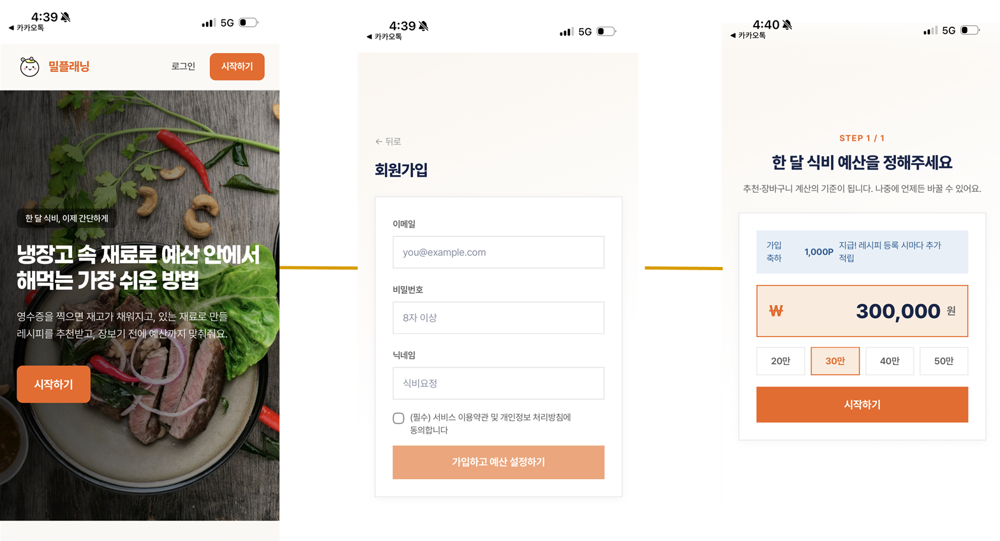 4:39
◀ 카카오톡
5G
밀플래닝
로그인
시작하기
한 달 식비, 이제 간단하게
냉장고 속 재료로 예산 안에서
해먹는 가장 쉬운 방법
영수증을 찍으면 재고가 채워지고, 있는 재료로 만들
레시피를 추천받고, 장보기 전에 예산까지 맞춰줘요.
시작하기
4:39
◀ 카카오톡
5G
← 뒤로
회원가입
이메일
you@example.com
비밀번호
8자 이상
닉네임
식비요정
(필수) 서비스 이용약관 및 개인정보 처리방침에
동의합니다
가입하고 예산 설정하기
4:40
◀ 카카오톡
5G
STEP 1 / 1
한 달 식비 예산을 정해주세요
추천·장바구니 계산의 기준이 됩니다. 나중에 언제든 바꿀 수 있어요.
가입
축하
1,000P
지급! 레시피 등록 시마다 추가
적립
₩ 300,000 원
20만 30만 40만 50만
시작하기